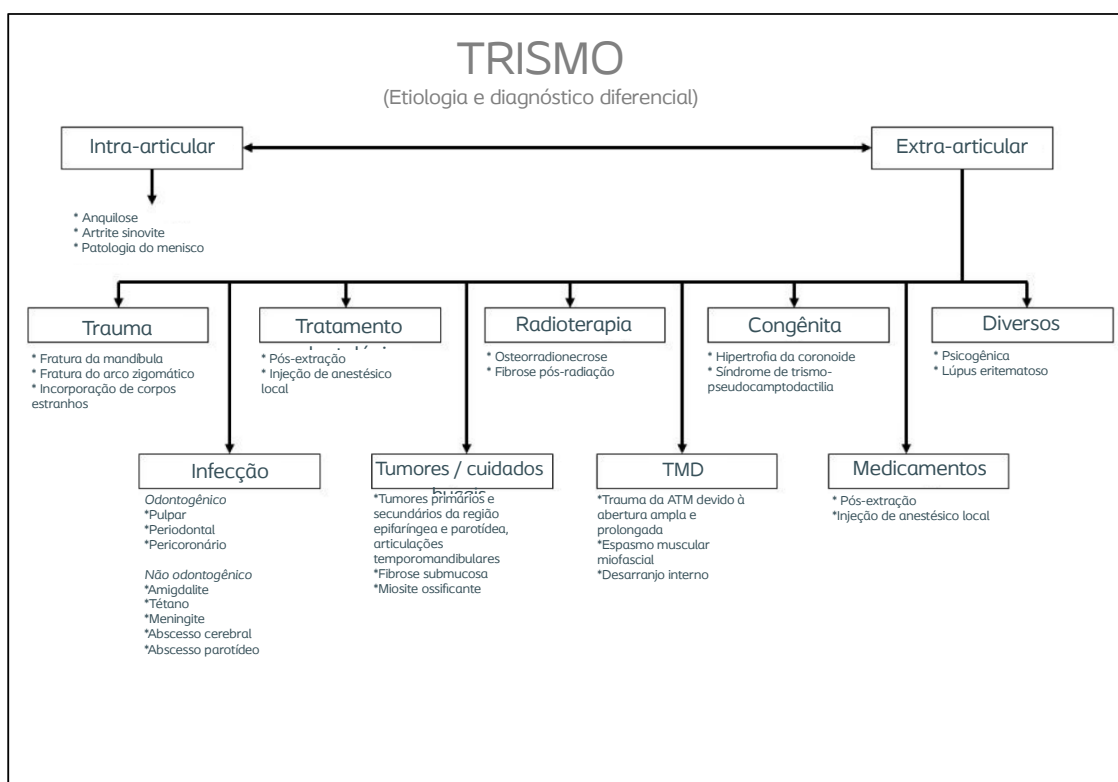 TRISMO
(Etiologia e diagnóstico diferencial)
Intra-articular
Extra-articular
* Anquilose
* Artrite sinovite
* Patologia do menisco
Trauma
* Fratura da mandíbula
* Fratura do arco zigomático
* Incorporação de corpos
estranhos
Tratamento
* Pós-extração
* Injeção de anestésico
local
Radioterapia
* Osteorradionecrose
* Fibrose pós-radiação
Congênita
* Hipertrofia da coronoide
* Síndrome de trismo-
pseudocamptodactilia
Diversos
* Psicogênica
* Lúpus eritematoso
Infecção
Odontogênico
*Pulpar
*Periodontal
*Pericoronário
Não odontogênico
*Amigdalite
*Tétano
*Meningite
*Abscesso cerebral
*Abscesso parotídeo
Tumores / cuidados
*Tumores primários e
secundários da região
epifaríngea e parotídea,
articulações
temporomandibulares
*Fibrose submucosa
*Miosite ossificante
TMD
*Trauma da ATM devido à
abertura ampla e
prolongada
*Espasmo muscular
miofascial
*Desarranjo interno
Medicamentos
* Pós-extração
*Injeção de anestésico local